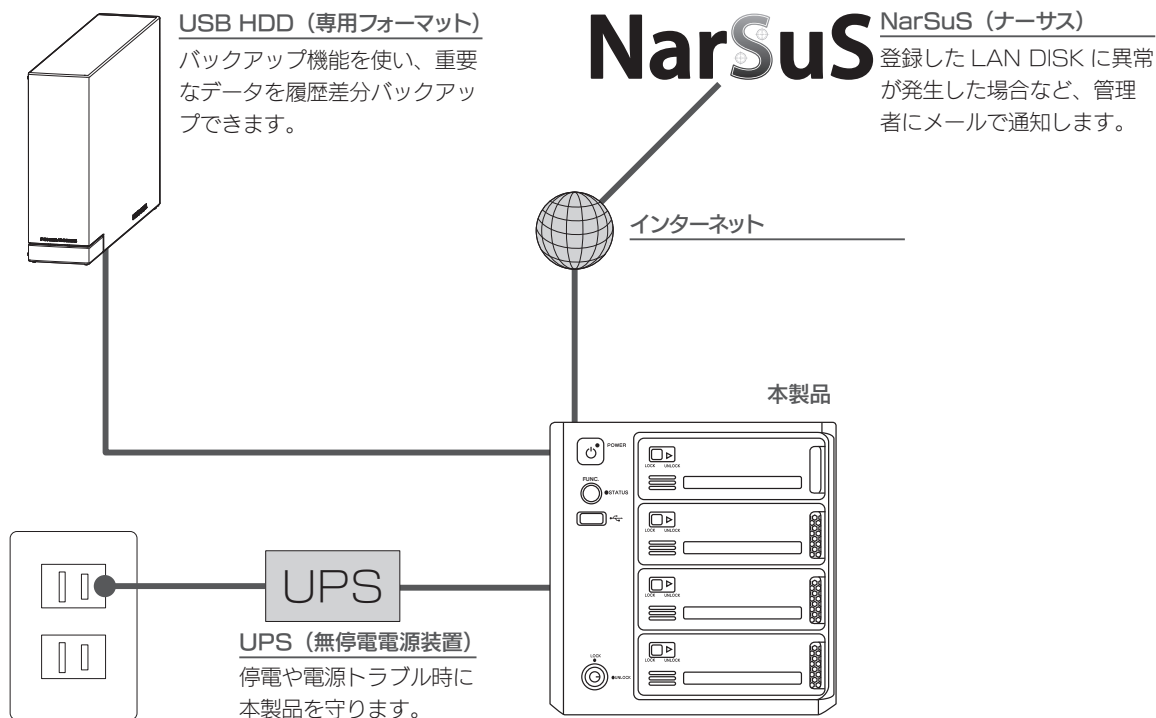 USB HDD（専用フォーマット）
バックアップ機能を使い、重要
なデータを履歴差分バックアッ
プできます。
NarSuS
NarSuS（ナーサス）
登録した LAN DISK に異常
が発生した場合など、管理
者にメールで通知します。
インターネット
本製品
POWER
FUNC.
STATUS
LOCK UNLOCK
LOCK UNLOCK
LOCK UNLOCK
LOCK UNLOCK
LOCK
UNLOCK
UPS
UPS（無停電電源装置）
停電や電源トラブル時に
本製品を守ります。